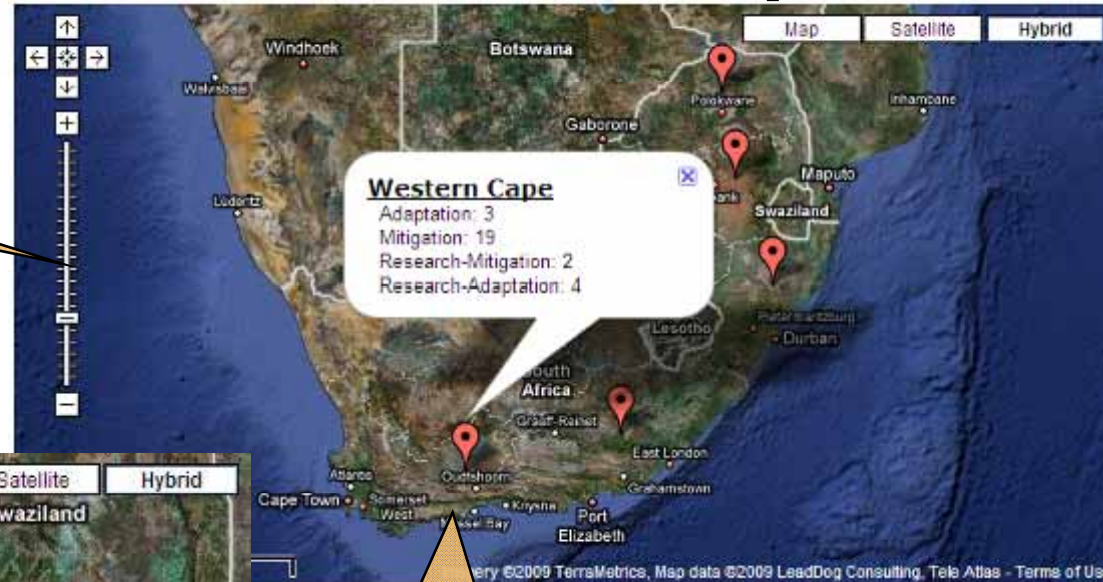 Map Satellite Hybrid
Windhoek
Botswana
Polokwane
Inhambane
Gaborone
Maputo
Swaziland
Luderitz
Western Cape
Adaptation: 3
Mitigation: 19
Research-Mitigation: 2
Research-Adaptation: 4
Pietermaritzburg
Lesotho
Durban
South
Africa
Graaff-Reinet
East London
Grahamstown
Oudtshoorn
Atlantis
Cape Town
Somerset
West
Knysna
Mossel Bay
Port
Elizabeth
©2009 TerraMetrics, Map data ©2009 LeadDog Consulting, Tele Atlas - Terms of Us
Satellite Hybrid
waziland